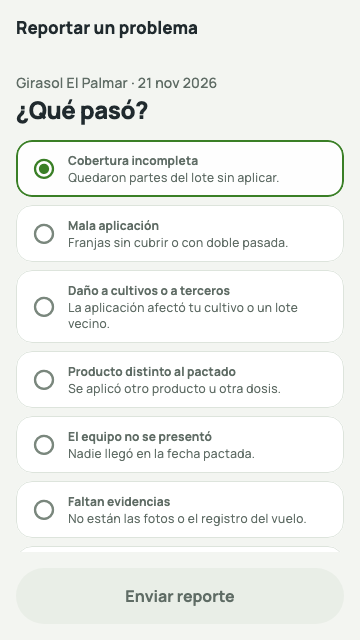 Reportar un problema
Girasol El Palmar · 21 nov 2026
¿Qué pasó?
Cobertura incompleta
Quedaron partes del lote sin aplicar.
Mala aplicación
Franjas sin cubrir o con doble pasada.
Daño a cultivos o a terceros
La aplicación afectó tu cultivo o un lote
vecino.
Producto distinto al pactado
Se aplicó otro producto u otra dosis.
El equipo no se presentó
Nadie llegó en la fecha pactada.
Faltan evidencias
No están las fotos o el registro del vuelo.
Enviar reporte